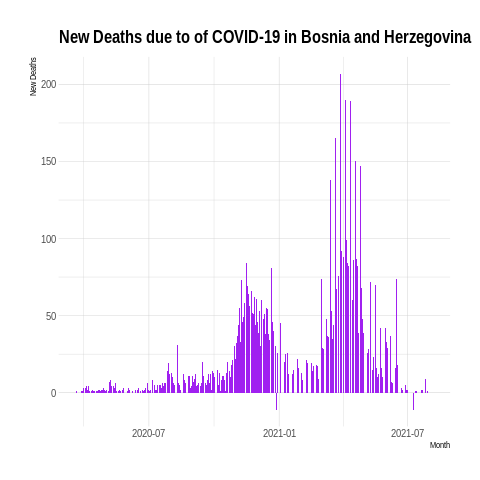 New Deaths due to of COVID-19 in Bosnia and Herzegovina
New Deaths
200
150
100
50
0
2020-07
2021-01
2021-07
Month